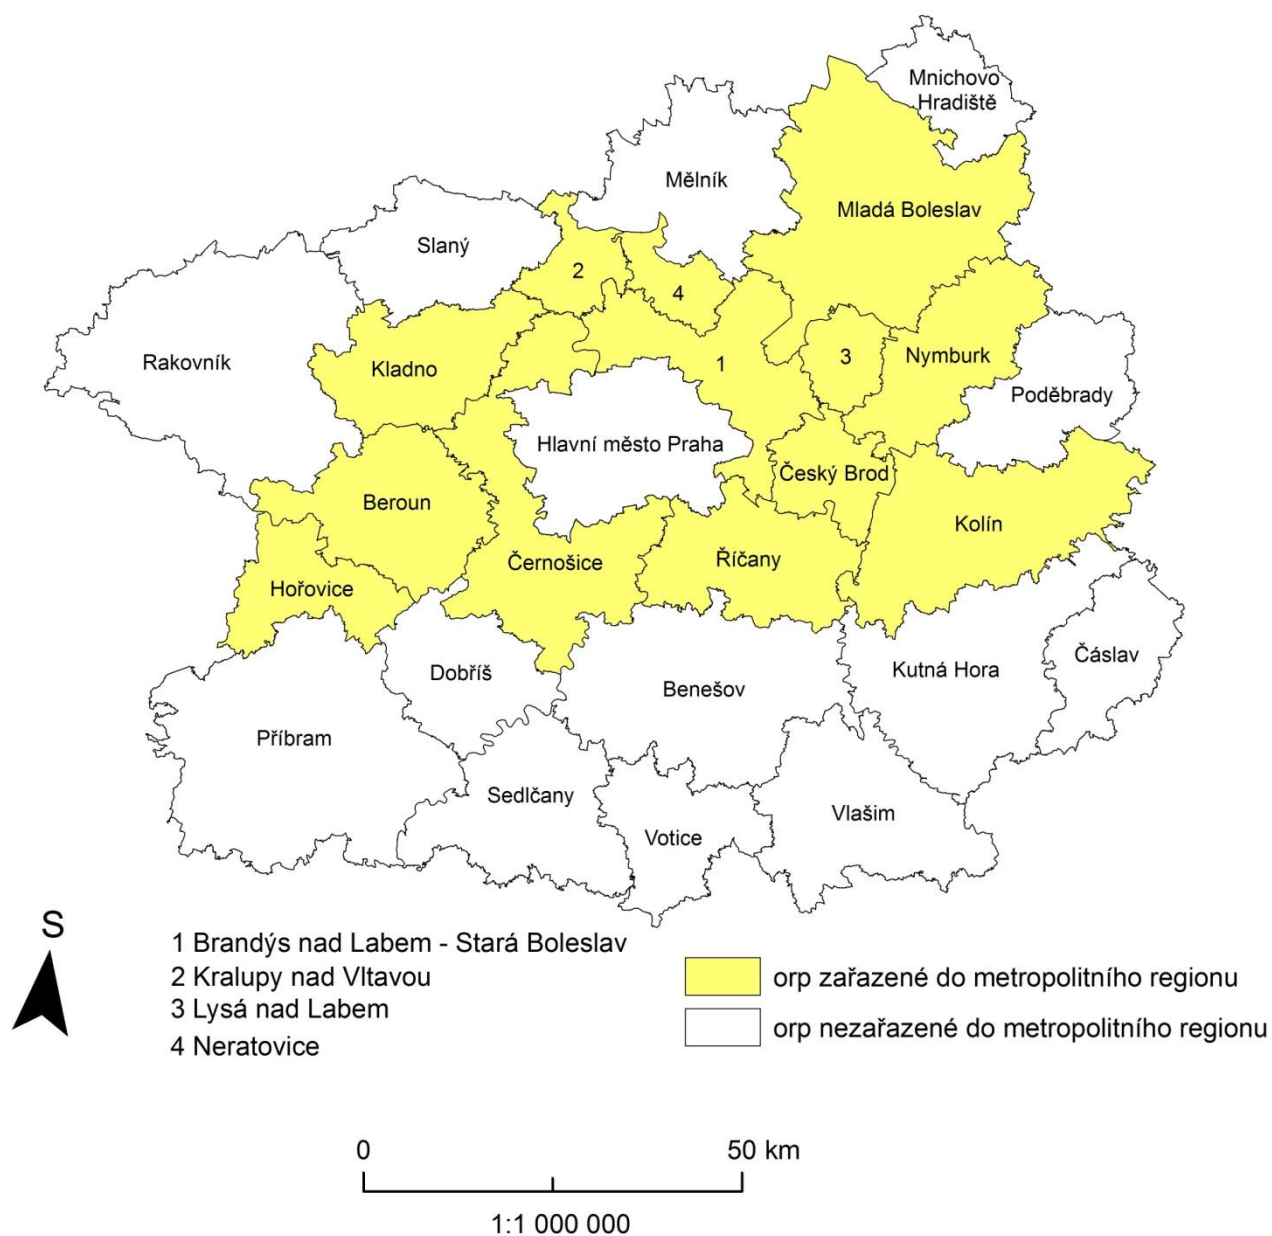 Mnichovo
Hradiště
Mělník
Mladá Boleslav
Slaný
2
4
Rakovník
Kladno
1
3
Nymburk
Poděbrady
Hlavní město Praha
Český Brod
Beroun
Kolín
Černošice
Říčany
Hořovice
Dobříš
Benešov
Kutná Hora
Čáslav
Příbram
Sedlčany
Votice
Vlašim
S
1 Brandýs nad Labem - Stará Boleslav
2 Kralupy nad Vltavou
3 Lysá nad Labem
4 Neratovice
orp zařazené do metropolitního regionu
orp nezařazené do metropolitního regionu
0 50 km
1:1 000 000